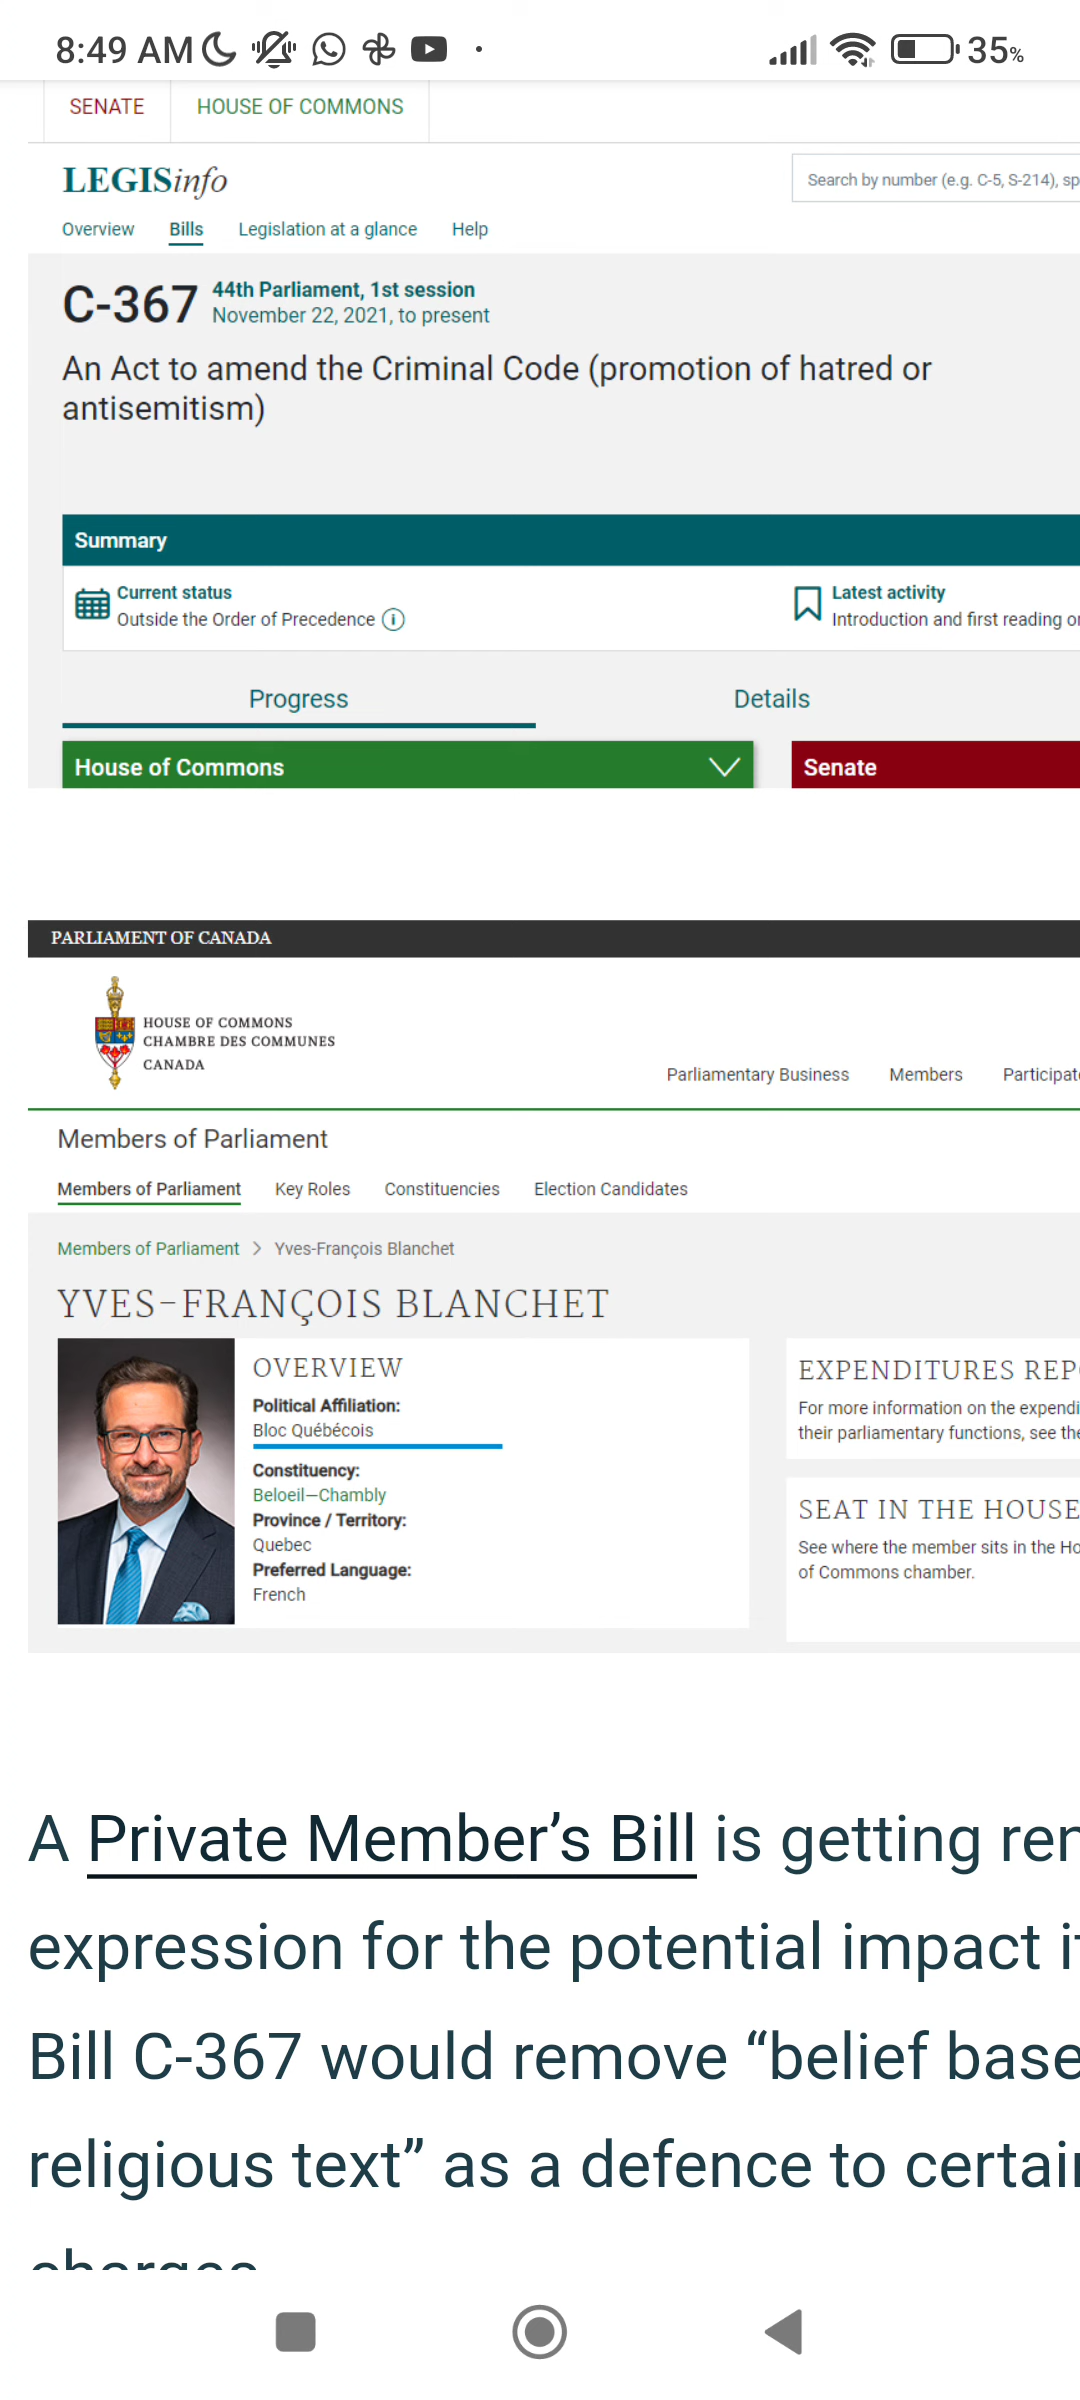 8:49 AM 35%
SENATE HOUSE OF COMMONS
LEGISinfo
Search by number (e.g. C-5, S-214), sp
Overview Bills Legislation at a glance Help
C-367 44th Parliament, 1st session
November 22, 2021, to present
An Act to amend the Criminal Code (promotion of hatred or
antisemitism)
Summary
Current status
Outside the Order of Precedence
Latest activity
Introduction and first reading or
Progress Details
House of Commons Senate
PARLIAMENT OF CANADA
HOUSE OF COMMONS
CHAMBRE DES COMMUNES
CANADA
Parliamentary Business Members Participate
Members of Parliament
Members of Parliament Key Roles Constituencies Election Candidates
Members of Parliament > Yves-François Blanchet
YVES-FRANÇOIS BLANCHET
OVERVIEW
Political Affiliation:
Bloc Québécois
Constituency:
Beloeil—Chambly
Province / Territory:
Quebec
Preferred Language:
French
EXPENDITURES REP
For more information on the expendi
their parliamentary functions, see the
SEAT IN THE HOUSE
See where the member sits in the Ho
of Commons chamber.
A Private Member’s Bill is getting ren
expression for the potential impact it
Bill C-367 would remove “belief base
religious text” as a defence to certain
charges